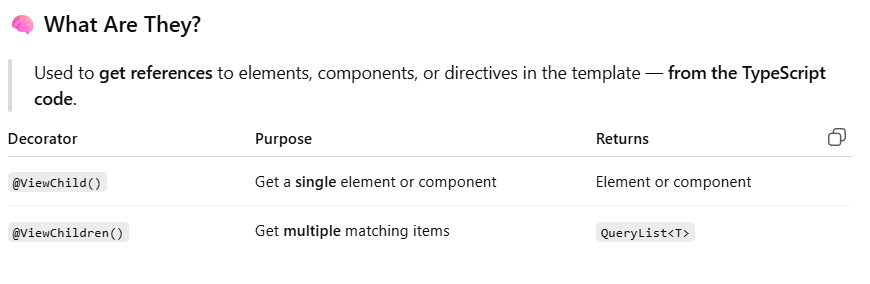 🧠 What Are They?
Used to get references to elements, components, or directives in the template — from the TypeScript
code.
Decorator Purpose Returns
@ViewChild() Get a single element or component Element or component
@ViewChildren() Get multiple matching items QueryList<T>